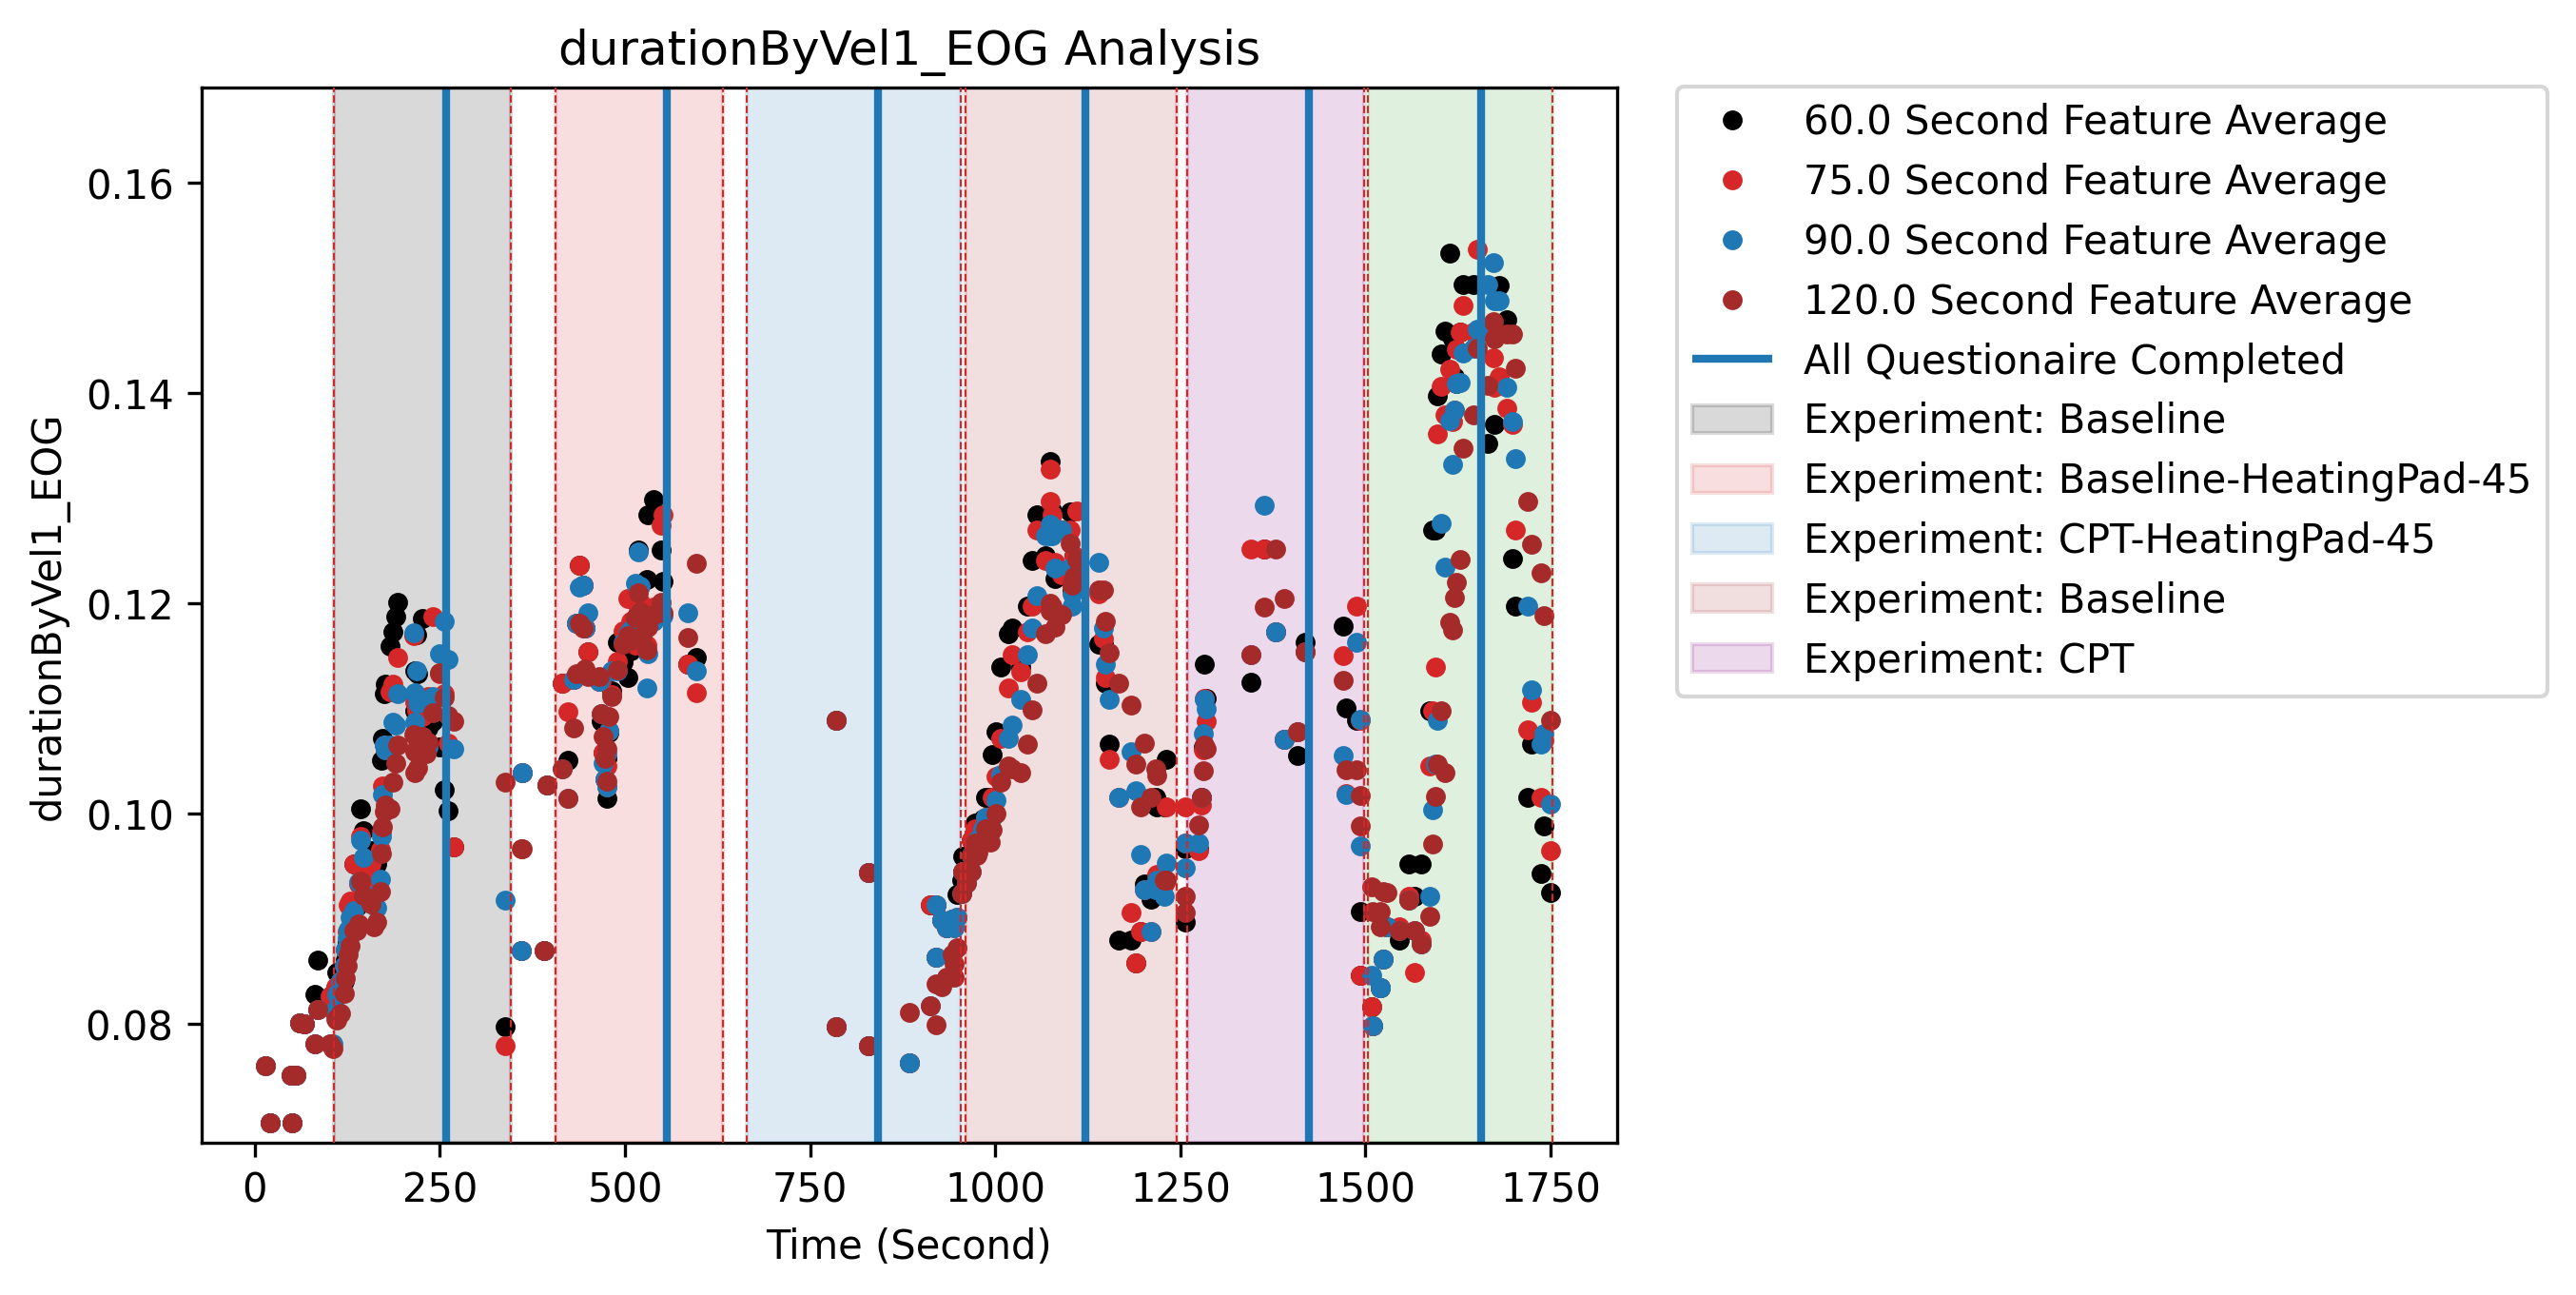 durationByVel1_EOG Analysis
durationByVel1_EOG
0.16
0.14
0.12
0.10
0.08
0
250
500
750
1000
1250
1500
1750
Time (Second)
60.0 Second Feature Average
75.0 Second Feature Average
90.0 Second Feature Average
120.0 Second Feature Average
All Questionaire Completed
Experiment: Baseline
Experiment: Baseline-HeatingPad-45
Experiment: CPT-HeatingPad-45
Experiment: Baseline
Experiment: CPT